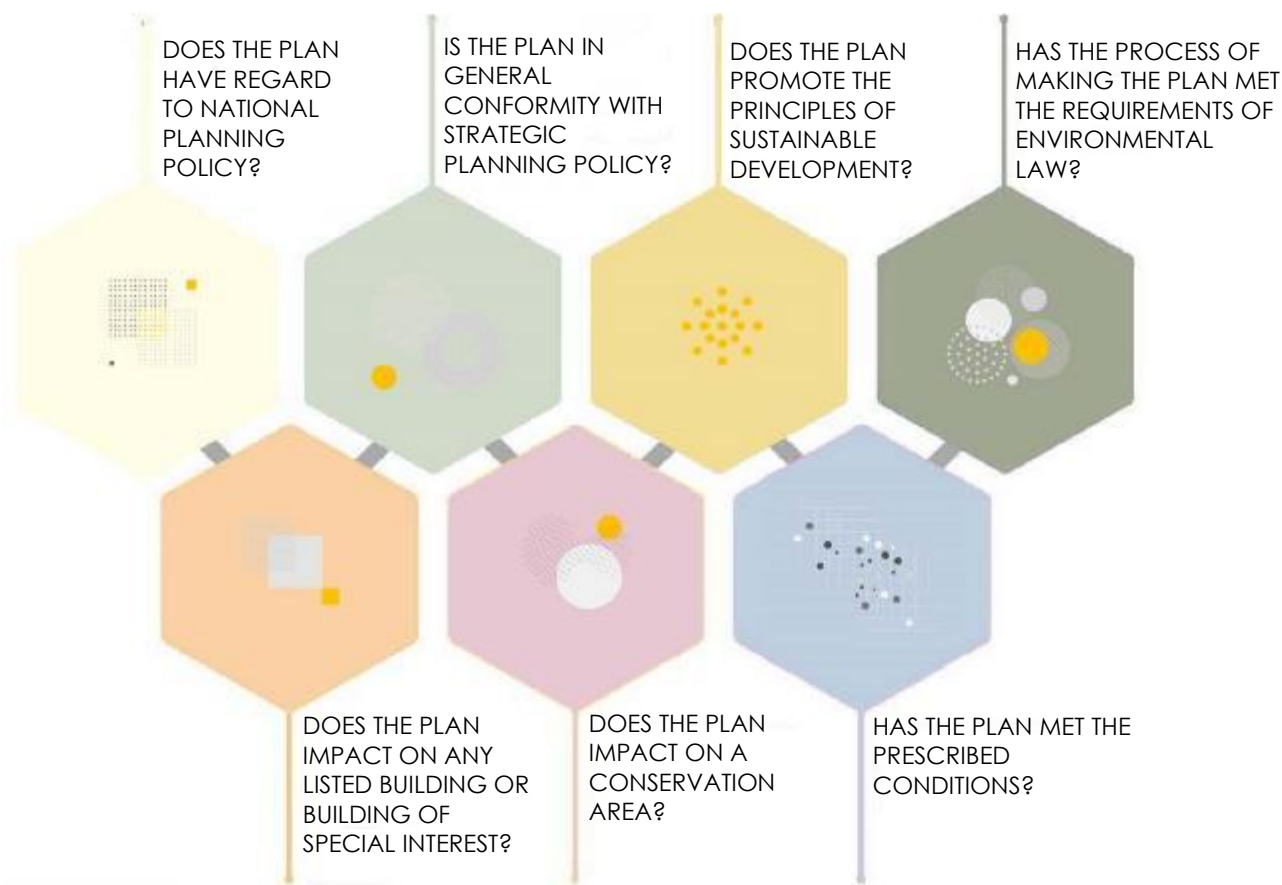 DOES THE PLAN
HAVE REGARD
TO NATIONAL
PLANNING
POLICY?
IS THE PLAN IN
GENERAL
CONFORMITY WITH
STRATEGIC
PLANNING POLICY?
DOES THE PLAN
PROMOTE THE
PRINCIPLES OF
SUSTAINABLE
DEVELOPMENT?
HAS THE PROCESS OF
MAKING THE PLAN MET
THE REQUIREMENTS OF
ENVIRONMENTAL
LAW?
DOES THE PLAN
IMPACT ON ANY
LISTED BUILDING OR
BUILDING OF
SPECIAL INTEREST?
DOES THE PLAN
IMPACT ON A
CONSERVATION
AREA?
HAS THE PLAN MET THE
PRESCRIBED
CONDITIONS?